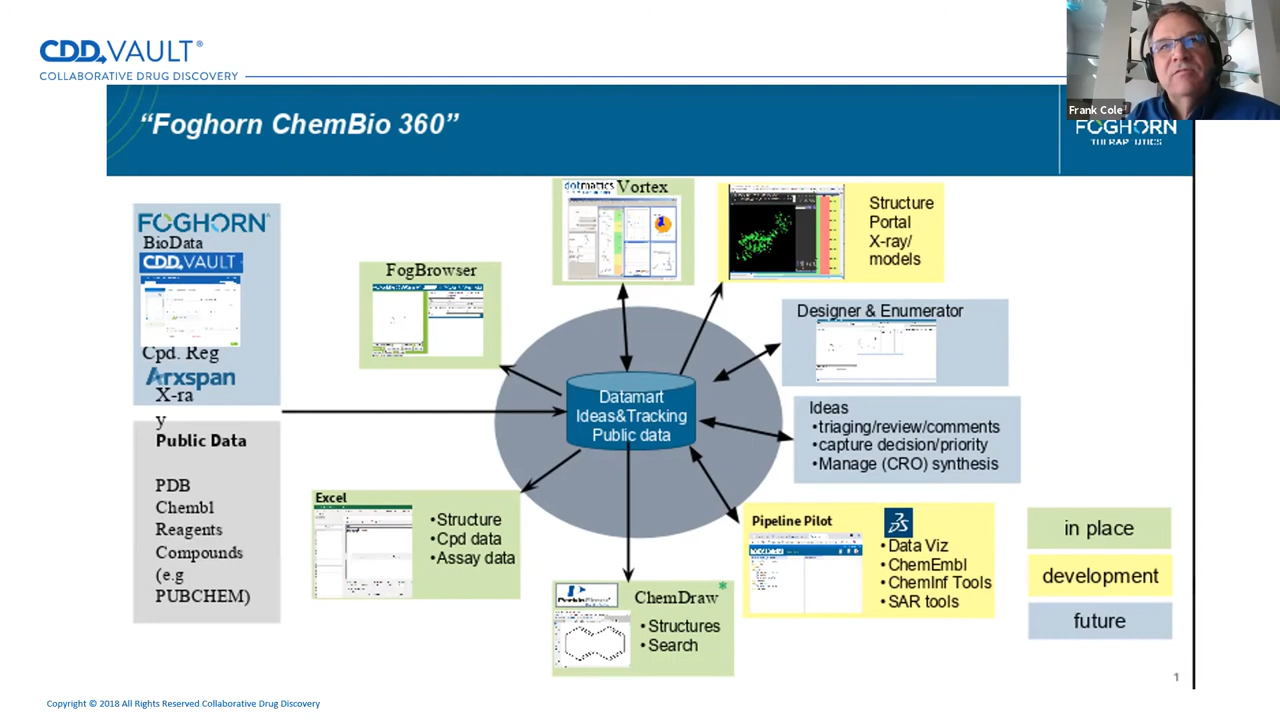 CDD VAULT®
COLLABORATIVE DRUG DISCOVERY
Frank Cole
“Foghorn ChemBio 360”
FOGHORN
THERAPEUTICS
FOGHORN®
BioData
CDD VAULT
Cpd. Reg
Arxspan
X-ra
y
Public Data
PDB
Chembl
Reagents
Compounds
(e.g
PUBCHEM)
FogBrowser
dotmatics
Vortex
Structure
Portal
X-ray/
models
Designer & Enumerator
Datamart
Ideas&Tracking
Public data
Ideas
•triaging/review/comments
•capture decision/priority
•Manage (CRO) synthesis
Excel
•Structure
•Cpd data
•Assay data
ChemDraw*
• Structures
• Search
Pipeline Pilot
• Data Viz
• ChemEmbl
• ChemInf Tools
• SAR tools
in place
development
future
1
Copyright © 2018 All Rights Reserved Collaborative Drug Discovery